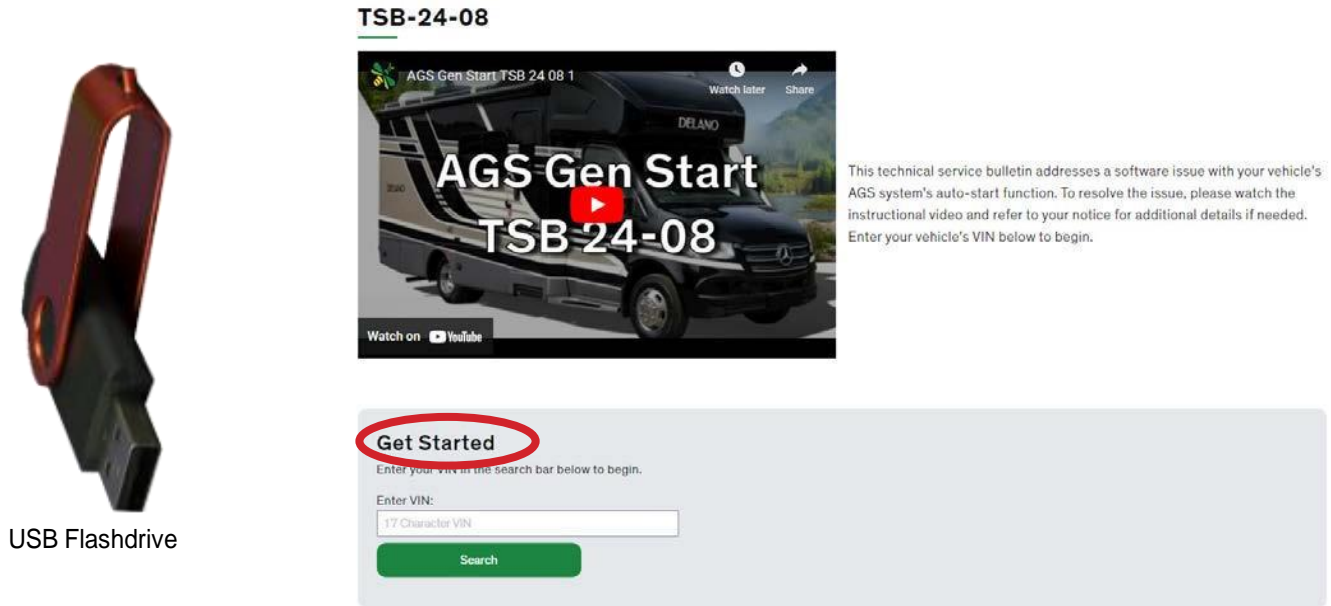 TSB-24-08
AGS Gen Start TSB 24 08 1
Watch later
Share
DELANO
AGS Gen Start
TSB 24-08
Watch on YouTube
This technical service bulletin addresses a software issue with your vehicle's
AGS system's auto-start function. To resolve the issue, please watch the
instructional video and refer to your notice for additional details if needed.
Enter your vehicle's VIN below to begin.
Get Started
Enter your VIN in the search bar below to begin.
Enter VIN:
17 Character VIN
Search
USB Flashdrive